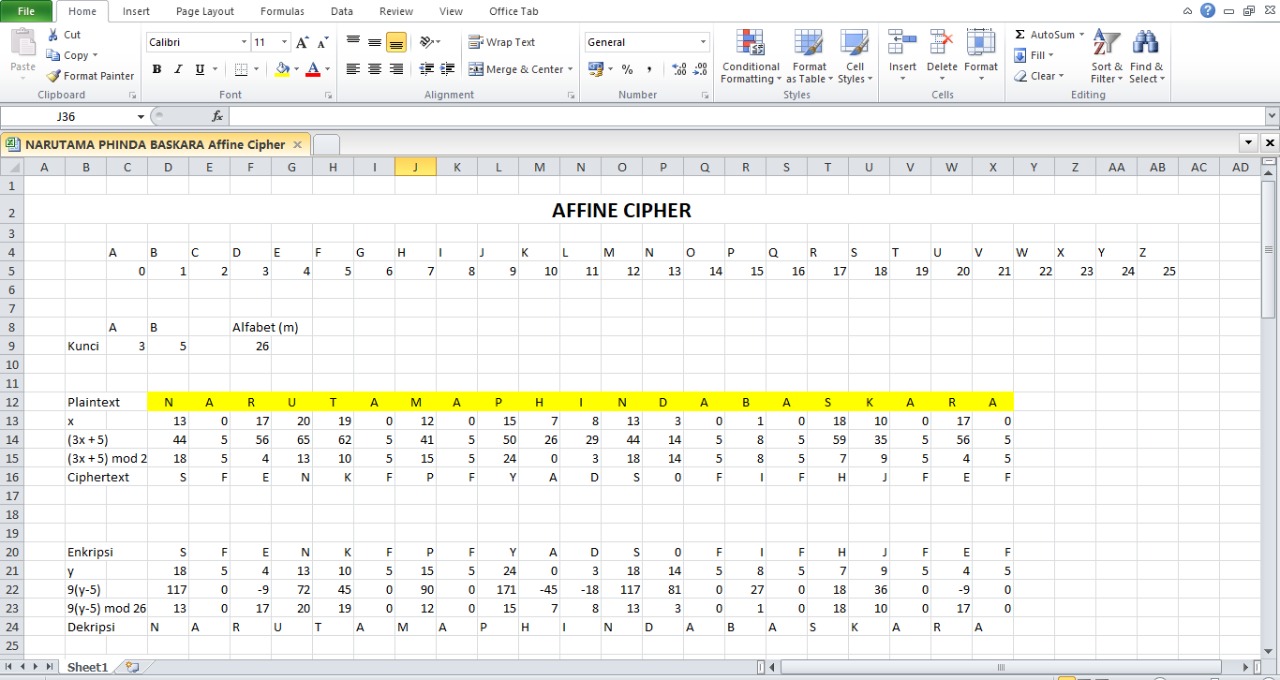 File Home Insert Page Layout Formulas Data Review View Office Tab
Paste Cut Calibri 11 A A Wrap Text General Conditional Formatting Format as Table Cell Styles Insert Delete Format AutoSum Sort & Filter Find & Select
Copy Fill
Format Painter B I U A Merge & Center % , Clear
Clipboard Font Alignment Number Styles Cells Editing
J36 fx
NARUTAMA PHINDA BASKARA Affine Cipher
A B C D E F G H I J K L M N O P Q R S T U V W X Y Z AA AB AC AD
1
2 AFFINE CIPHER
3
4 A B C D E F G H I J K L M N O P Q R S T U V W X Y Z
5 0 1 2 3 4 5 6 7 8 9 10 11 12 13 14 15 16 17 18 19 20 21 22 23 24 25
6
7
8 A B Alfabet (m)
9 Kunci 3 5 26
10
11
12 Plaintext N A R U T A M A P H I N D A B A S K A R A
13 x 13 0 17 20 19 0 12 0 15 7 8 13 3 0 1 0 18 10 0 17 0
14 (3x + 5) 44 5 56 65 62 5 41 5 50 26 29 44 14 5 8 5 59 35 5 56 5
15 (3x + 5) mod 2 18 5 4 13 10 5 15 5 24 0 3 18 14 5 8 5 7 9 5 4 5
16 Ciphertext S F E N K F P F Y A D S 0 F I F H J F E F
17
18
19
20 Enkripsi S F E N K F P F Y A D S 0 F I F H J F E F
21 y 18 5 4 13 10 5 15 5 24 0 3 18 14 5 8 5 7 9 5 4 5
22 9(y-5) 117 0 -9 72 45 0 90 0 171 -45 -18 117 81 0 27 0 18 36 0 -9 0
23 9(y-5) mod 26 13 0 17 20 19 0 12 0 15 7 8 13 3 0 1 0 18 10 0 17 0
24 Dekripsi N A R U T A M A P H I N D A B A S K A R A
25
Sheet1